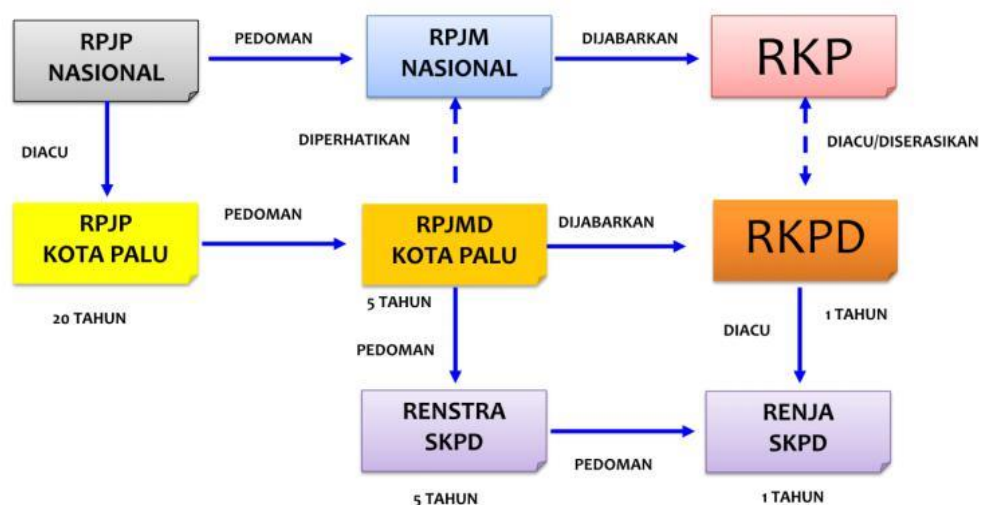 RPJP
NASIONAL
PEDOMAN
RPJM
NASIONAL
DIJABARKAN
RKP
DIACU
DIPERHATIKAN
DIACU/DISERASIKAN
RPJP
KOTA PALU
PEDOMAN
RPJMD
KOTA PALU
DIJABARKAN
RKPD
20 TAHUN
5 TAHUN
1 TAHUN
PEDOMAN
DIACU
RENSTRA
SKPD
PEDOMAN
RENJA
SKPD
5 TAHUN
1 TAHUN